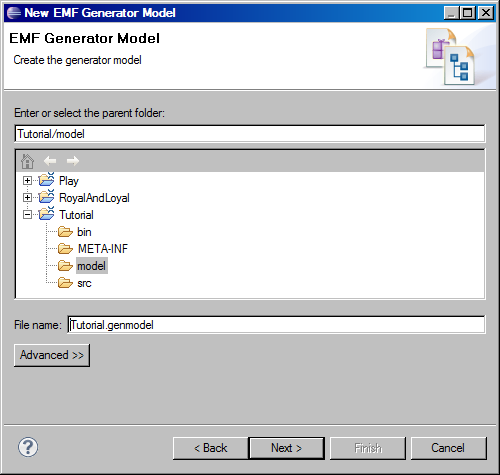 New EMF Generator Model
EMF Generator Model
Create the generator model
Enter or select the parent folder:
Tutorial/model
Play
RoyalAndLoyal
Tutorial
bin
META-INF
model
src
File name: Tutorial.genmodel
Advanced >>
< Back Next > Finish Cancel